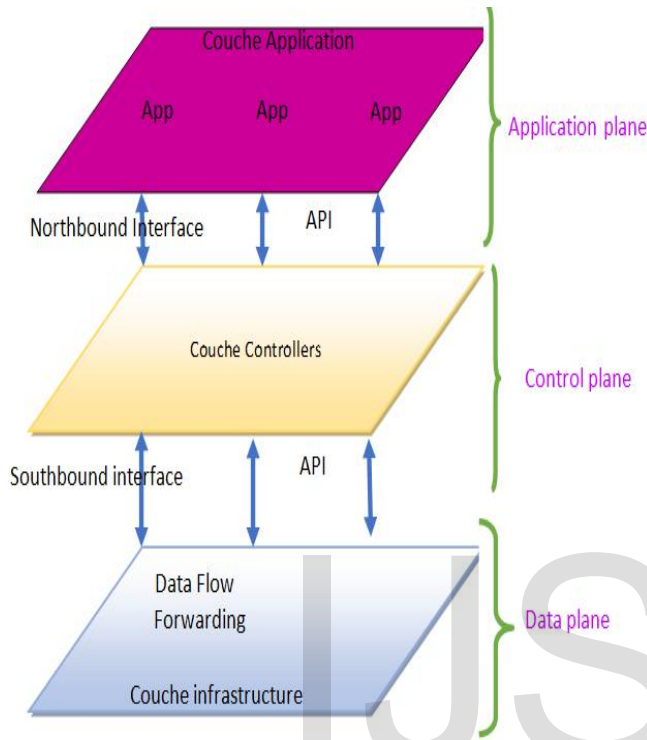 Couche Application
App App App
Application plane
Northbound Interface API
Couche Controllers
Control plane
Southbound interface API
Data Flow
Forwarding
Data plane
Couche infrastructure
IJS